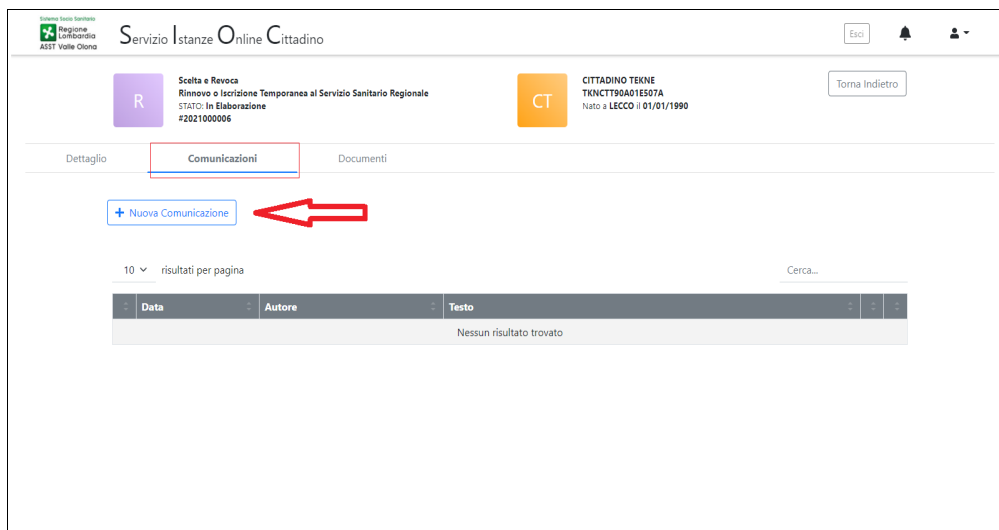 Sistema Socio Sanitario
Regione
Lombardia
ASST Valle Olona
Servizio Istanze Online Cittadino
Esci
R
Scelta e Revoca
Rinnovo o Iscrizione Temporanea al Servizio Sanitario Regionale
STATO: In Elaborazione
#2021000006
CT
CITTADINO TEKNE
TKNCTT90A01E507A
Nato a LECCO il 01/01/1990
Torna Indietro
Dettaglio Comunicazioni Documenti
+ Nuova Comunicazione
10 risultati per pagina
Cerca...
Data Autore Testo
Nessun risultato trovato